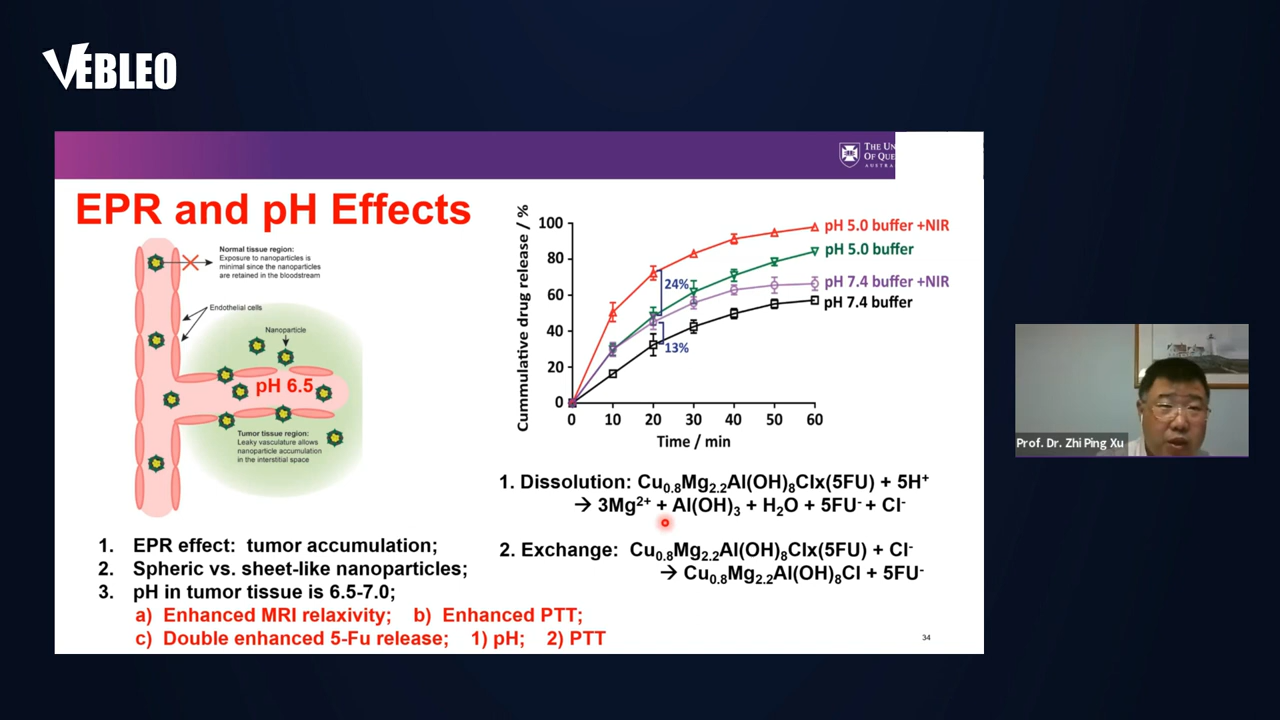 VEBLEO
THE UN
OF QUE
AUSTRA
EPR and pH Effects
Normal tissue region:
Exposure to nanoparticles is
minimal since the nanoparticles
are retained in the bloodstream
Endothelial cells
Nanoparticle
pH 6.5
Tumor tissue region:
Leaky vasculature allows
nanoparticle accumulation
in the interstitial space
Cummulative drug release / %
100
80
60
40
20
0
0 10 20 30 40 50 60
Time / min
24%
13%
pH 5.0 buffer +NIR
pH 5.0 buffer
pH 7.4 buffer +NIR
pH 7.4 buffer
1. Dissolution: Cu0.8Mg2.2Al(OH)8Clx(5FU) + 5H+
→ 3Mg2+ + Al(OH)3 + H2O + 5FU- + Cl-
2. Exchange: Cu0.8Mg2.2Al(OH)8Clx(5FU) + Cl-
→ Cu0.8Mg2.2Al(OH)8Cl + 5FU-
1. EPR effect: tumor accumulation;
2. Spheric vs. sheet-like nanoparticles;
3. pH in tumor tissue is 6.5-7.0;
a) Enhanced MRI relaxivity; b) Enhanced PTT;
c) Double enhanced 5-Fu release; 1) pH; 2) PTT
34
Prof. Dr. Zhi Ping Xu